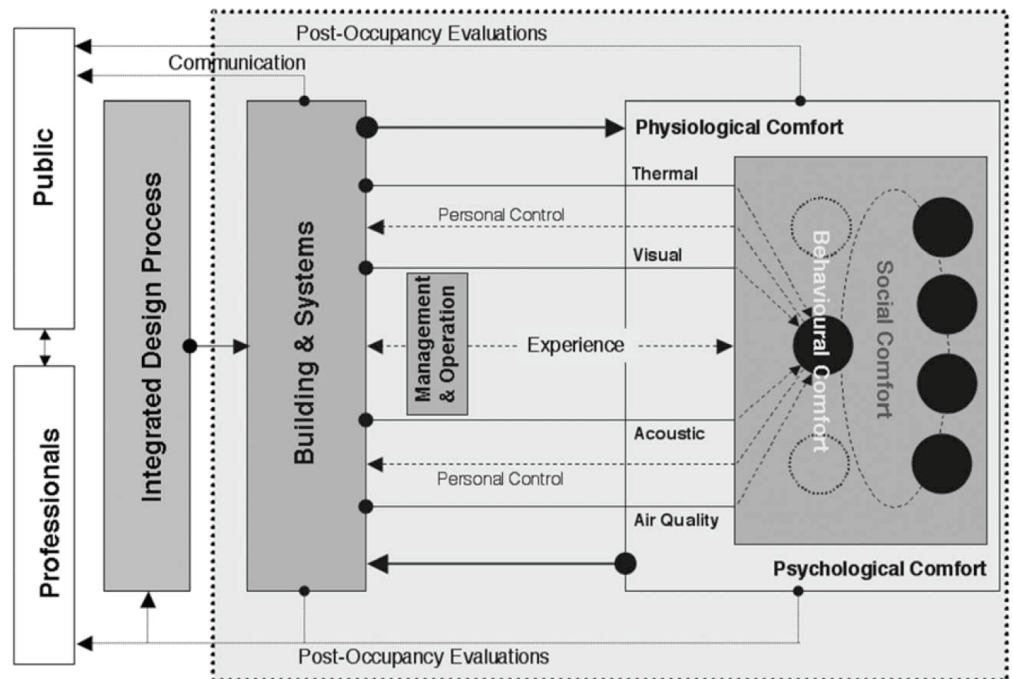 Post-Occupancy Evaluations
Communication
Public
Professionals
Integrated Design Process
Building & Systems
Management
& Operation
Physiological Comfort
Thermal
Personal Control
Visual
Experience
Acoustic
Personal Control
Air Quality
Behavioural Comfort
Social Comfort
Psychological Comfort
Post-Occupancy Evaluations